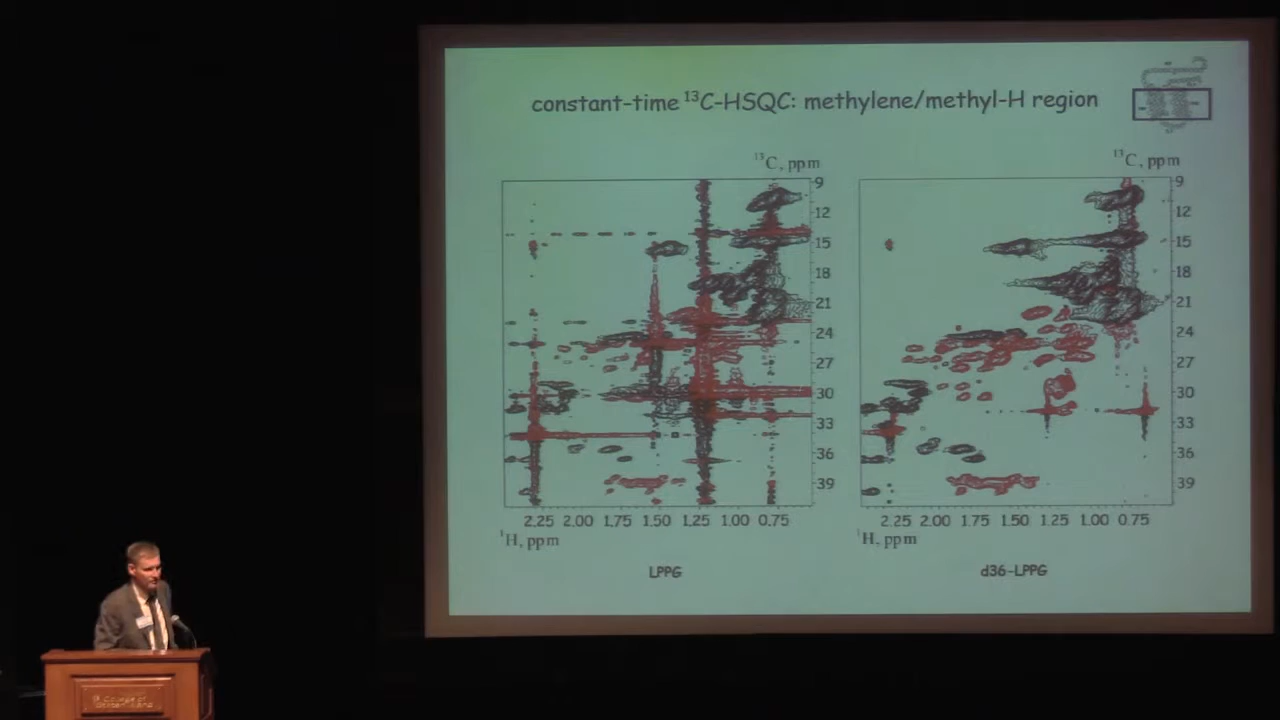 constant-time ¹³C-HSQC: methylene/methyl-H region
¹³C, ppm
9
12
15
18
21
24
27
30
33
36
39
2.25 2.00 1.75 1.50 1.25 1.00 0.75
¹H, ppm
LPPG
¹³C, ppm
9
12
15
18
21
24
27
30
33
36
39
2.25 2.00 1.75 1.50 1.25 1.00 0.75
¹H, ppm
d36-LPPG
College of